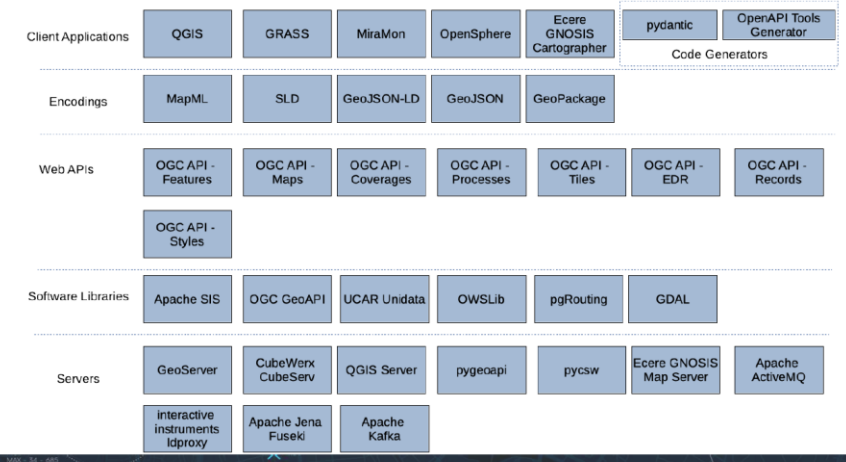 Client Applications
QGIS
GRASS
MiraMon
OpenSphere
Ecere
GNOSIS
Cartographer
pydantic
OpenAPI Tools
Generator
Code Generators
Encodings
MapML
SLD
GeoJSON-LD
GeoJSON
GeoPackage
Web APIs
OGC API -
Features
OGC API -
Maps
OGC API -
Coverages
OGC API -
Processes
OGC API -
Tiles
OGC API -
EDR
OGC API -
Records
OGC API -
Styles
Software Libraries
Apache SIS
OGC GeoAPI
UCAR Unidata
OWSLib
pgRouting
GDAL
Servers
GeoServer
CubeWerx
CubeServ
QGIS Server
pygeoapi
pycsw
Ecere GNOSIS
Map Server
Apache
ActiveMQ
interactive
instruments
ldproxy
Apache Jena
Fuseki
Apache
Kafka